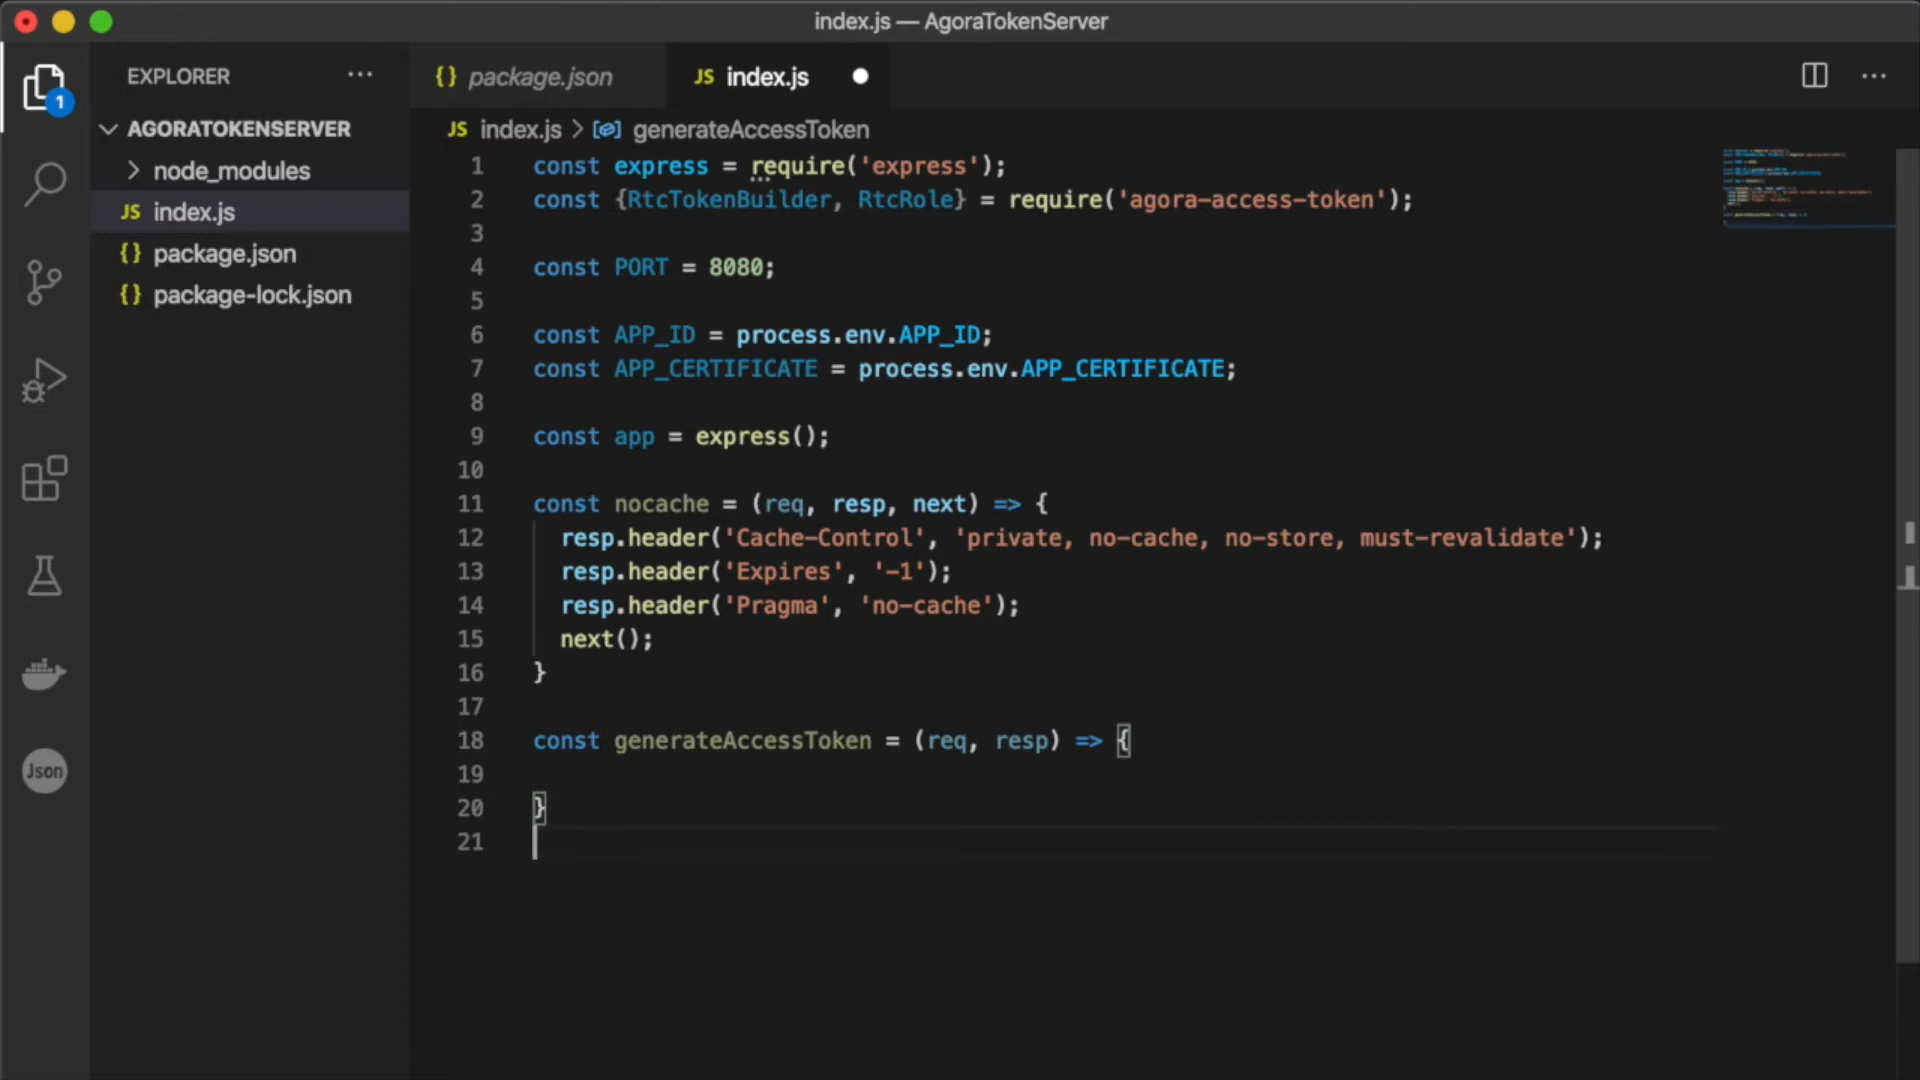 index.js — AgoraTokenServer
EXPLORER
{} package.json
JS index.js
1
AGORATOKENSERVER
JS index.js > generateAccessToken
node_modules
JS index.js
{} package.json
{} package-lock.json
Json
1 const express = require('express');
2 const {RtcTokenBuilder, RtcRole} = require('agora-access-token');
3
4 const PORT = 8080;
5
6 const APP_ID = process.env.APP_ID;
7 const APP_CERTIFICATE = process.env.APP_CERTIFICATE;
8
9 const app = express();
10
11 const nocache = (req, resp, next) => {
12 resp.header('Cache-Control', 'private, no-cache, no-store, must-revalidate');
13 resp.header('Expires', '-1');
14 resp.header('Pragma', 'no-cache');
15 next();
16 }
17
18 const generateAccessToken = (req, resp) => {
19
20 }
21